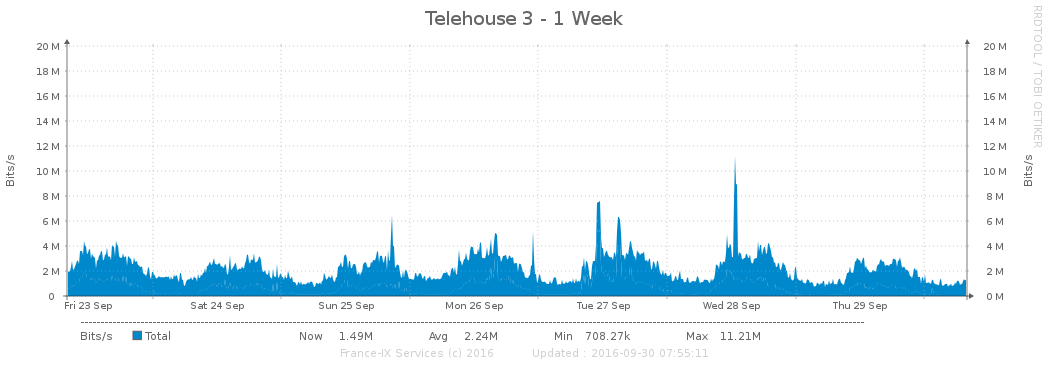 Telehouse 3 - 1 Week
RRDTOOL / TOBI OETIKER
Bits/s
20 M 20 M
18 M 18 M
16 M 16 M
14 M 14 M
12 M 12 M
10 M 10 M
8 M 8 M
6 M 6 M
4 M 4 M
2 M 2 M
0 0 M
Bits/s
Fri 23 Sep Sat 24 Sep Sun 25 Sep Mon 26 Sep Tue 27 Sep Wed 28 Sep Thu 29 Sep
Bits/s Total Now 1.49M Avg 2.24M Min 708.27k Max 11.21M
France-IX Services (c) 2016 Updated : 2016-09-30 07:55:11